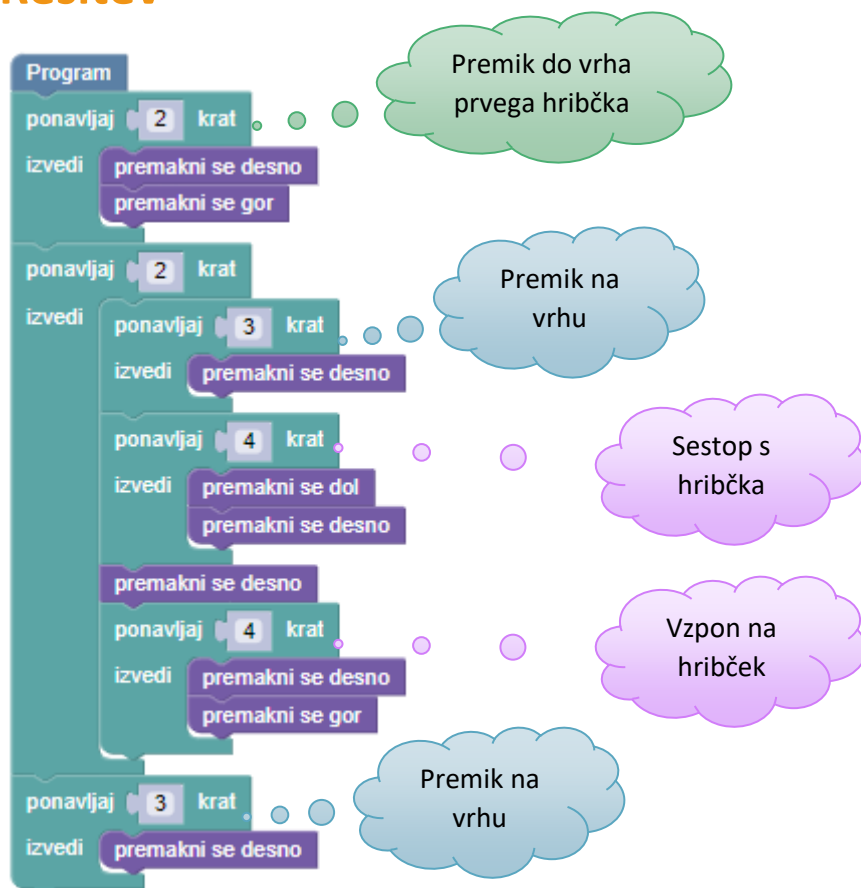 Rešitev
Program
ponavljaj 2 krat
izvedi premakni se desno
premakni se gor
Premik do vrha
prvega hribčka
ponavljaj 2 krat
izvedi ponavljaj 3 krat
izvedi premakni se desno
Premik na
vrhu
ponavljaj 4 krat
izvedi premakni se dol
premakni se desno
Sestop s
hribčka
premakni se desno
ponavljaj 4 krat
izvedi premakni se desno
premakni se gor
Vzpon na
hribček
ponavljaj 3 krat
izvedi premakni se desno
Premik na
vrhu